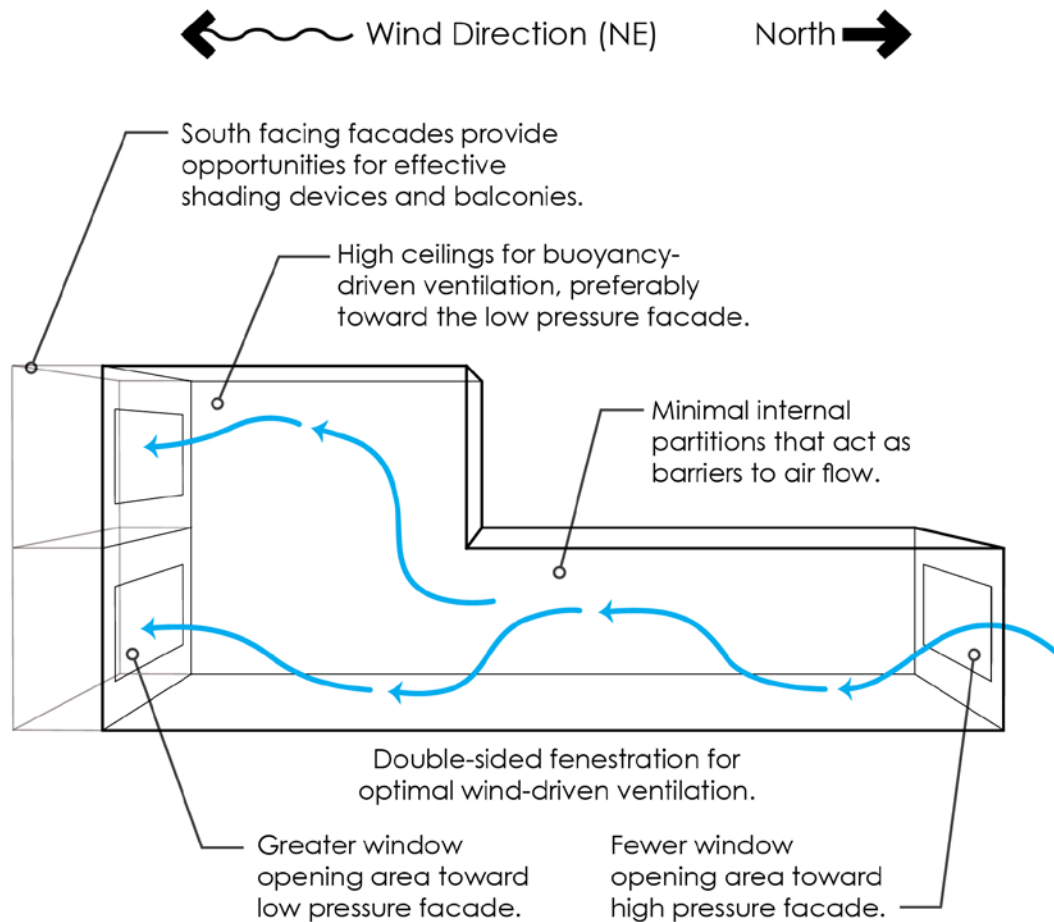 Wind Direction (NE)
North
South facing facades provide
opportunities for effective
shading devices and balconies.
High ceilings for buoyancy-
driven ventilation, preferably
toward the low pressure facade.
Minimal internal
partitions that act as
barriers to air flow.
Double-sided fenestration for
optimal wind-driven ventilation.
Greater window
opening area toward
low pressure facade.
Fewer window
opening area toward
high pressure facade.